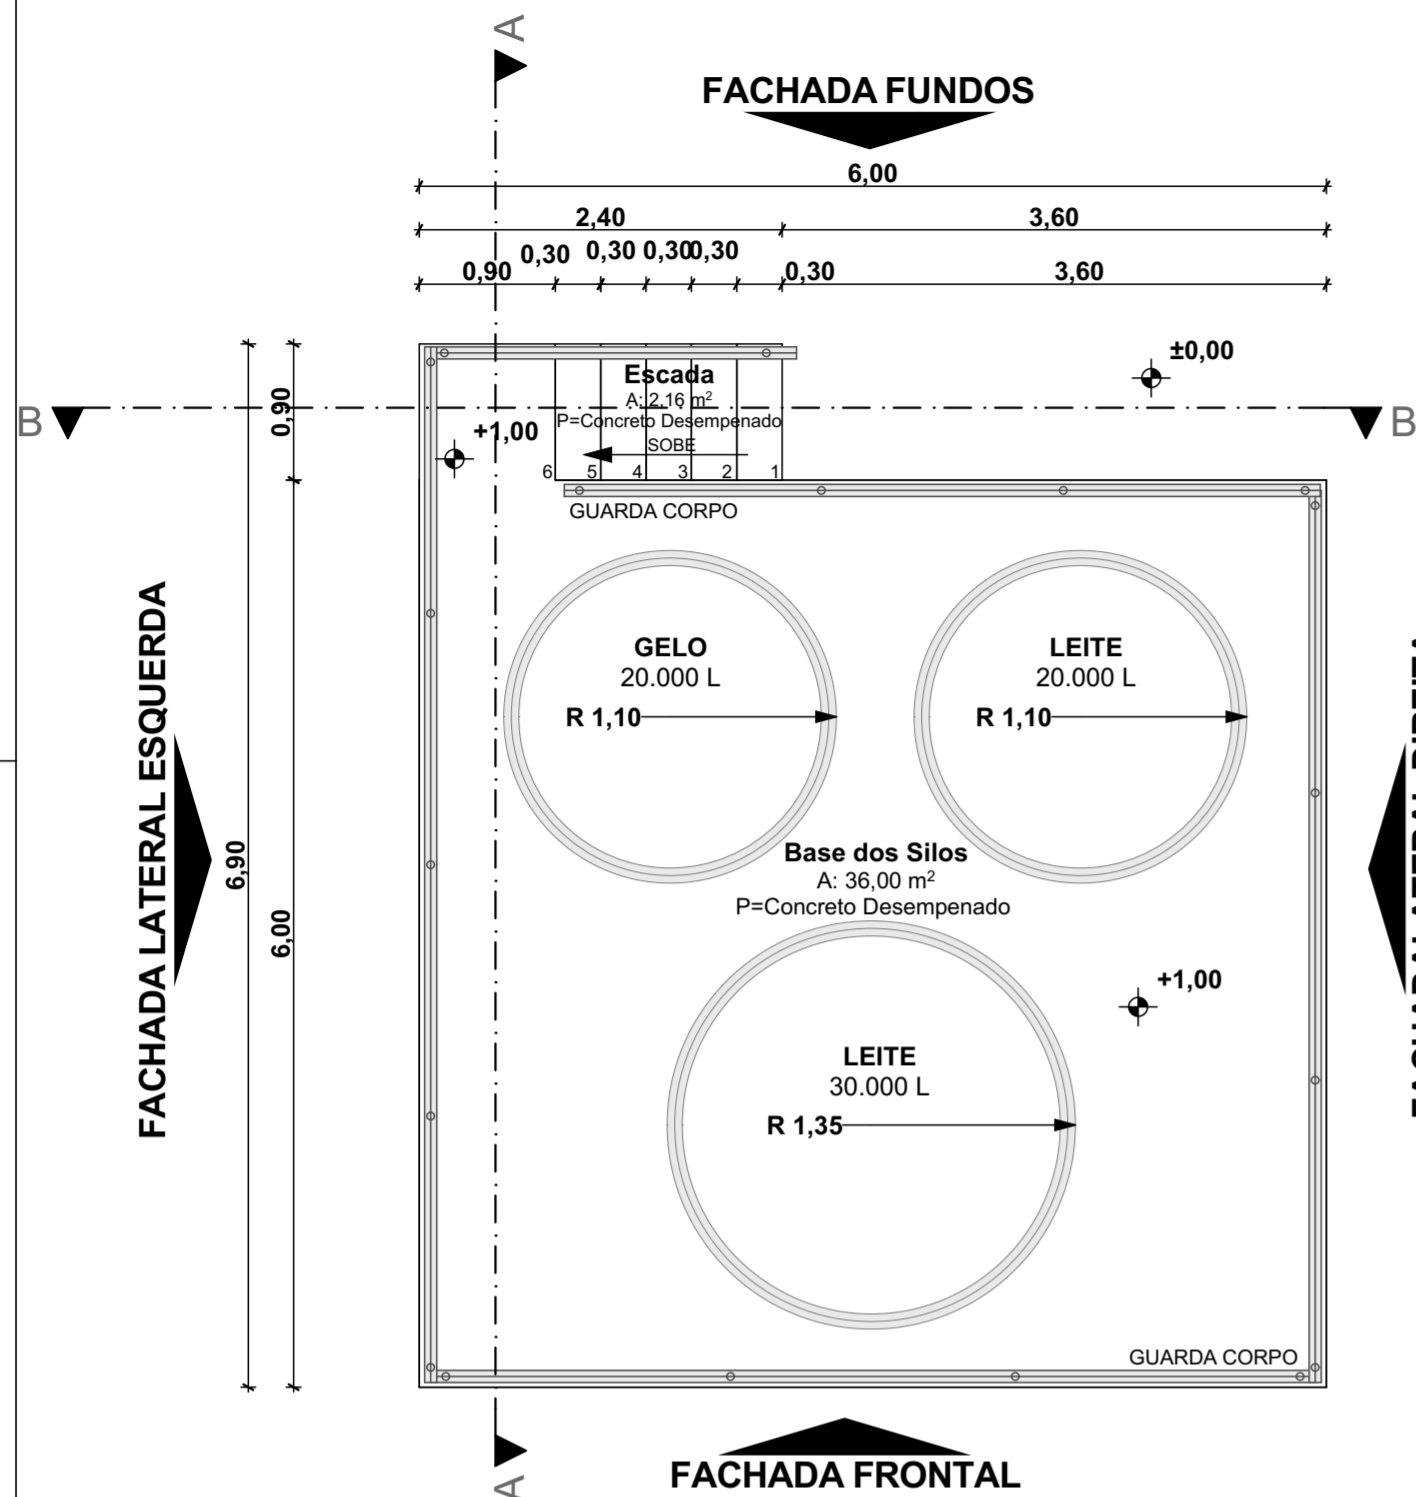 A
FACHADA FUNDOS
6,00
2,40
3,60
0,30
0,30
0,30
0,30
0,90
0,30
3,60
±0,00
Escada
A: 2,16 m²
P=Concreto Desempenado
SOBE
6
5
4
3
2
1
B
B
0,90
+1,00
GUARDA CORPO
GELO
20.000 L
R 1,10
LEITE
20.000 L
R 1,10
FACHADA LATERAL ESQUERDA
6,90
6,00
Base dos Silos
A: 36,00 m²
P=Concreto Desempenado
+1,00
LEITE
30.000 L
R 1,35
GUARDA CORPO
A
FACHADA FRONTAL